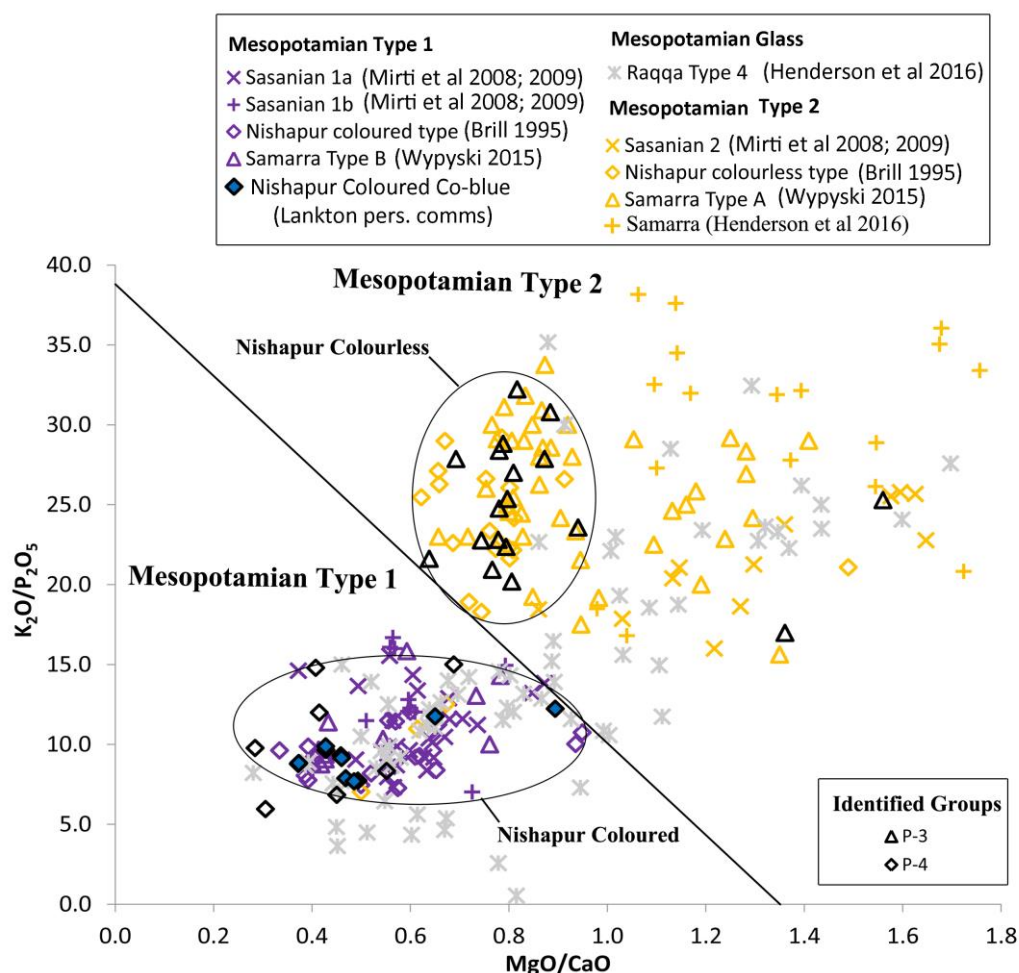 Mesopotamian Type 1
Sasanian 1a (Mirti et al 2008; 2009)
Sasanian 1b (Mirti et al 2008; 2009)
Nishapur coloured type (Brill 1995)
Samarra Type B (Wypyski 2015)
Nishapur Coloured Co-blue
(Lankton pers. comms)
Mesopotamian Glass
Raqqa Type 4 (Henderson et al 2016)
Mesopotamian Type 2
Sasanian 2 (Mirti et al 2008; 2009)
Nishapur colourless type (Brill 1995)
Samarra Type A (Wypyski 2015)
Samarra (Henderson et al 2016)
40.0
35.0
30.0
25.0
20.0
15.0
10.0
5.0
0.0
K₂O/P₂O₅
Mesopotamian Type 2
Nishapur Colourless
Mesopotamian Type 1
Nishapur Coloured
Identified Groups
P-3
P-4
0.0 0.2 0.4 0.6 0.8 1.0 1.2 1.4 1.6 1.8
MgO/CaO